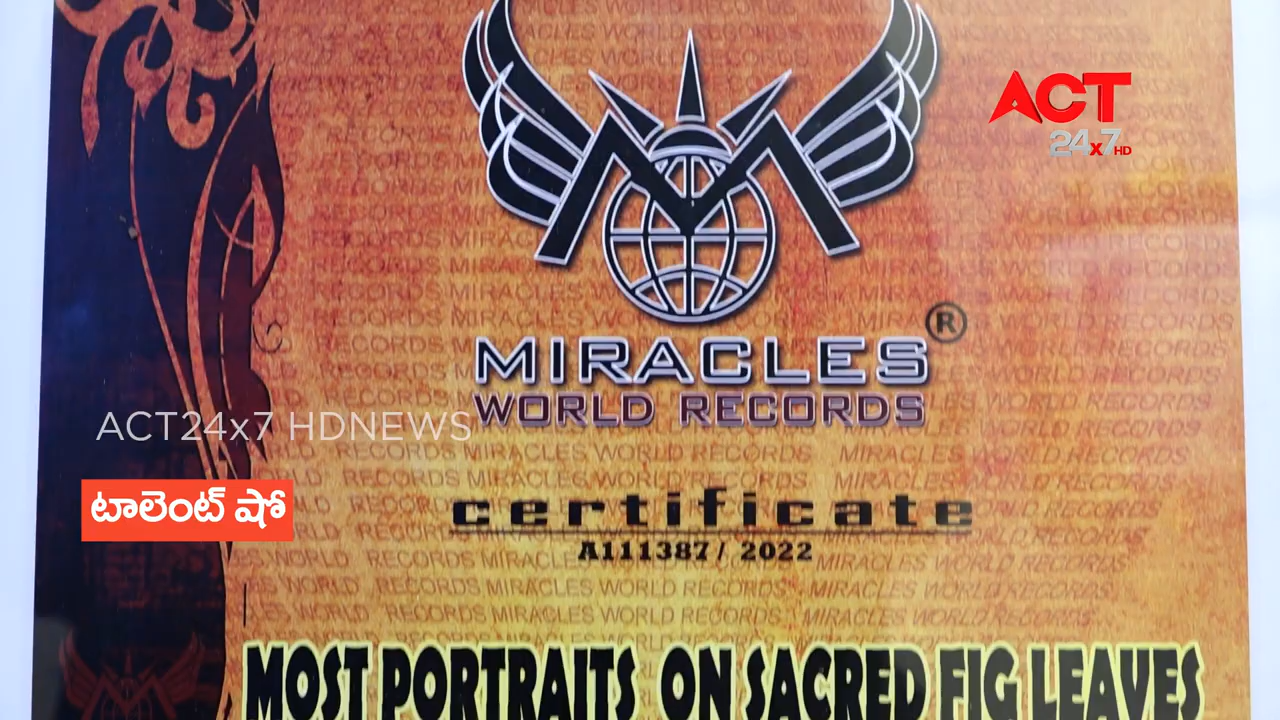 ACT
24x7 HD
MIRACLES ®
WORLD RECORDS
ACT24x7 HDNEWS
టాలెంట్ షో
certificate
A111387/ 2022
MOST PORTRAITS ON SACRED FIG LEAVES